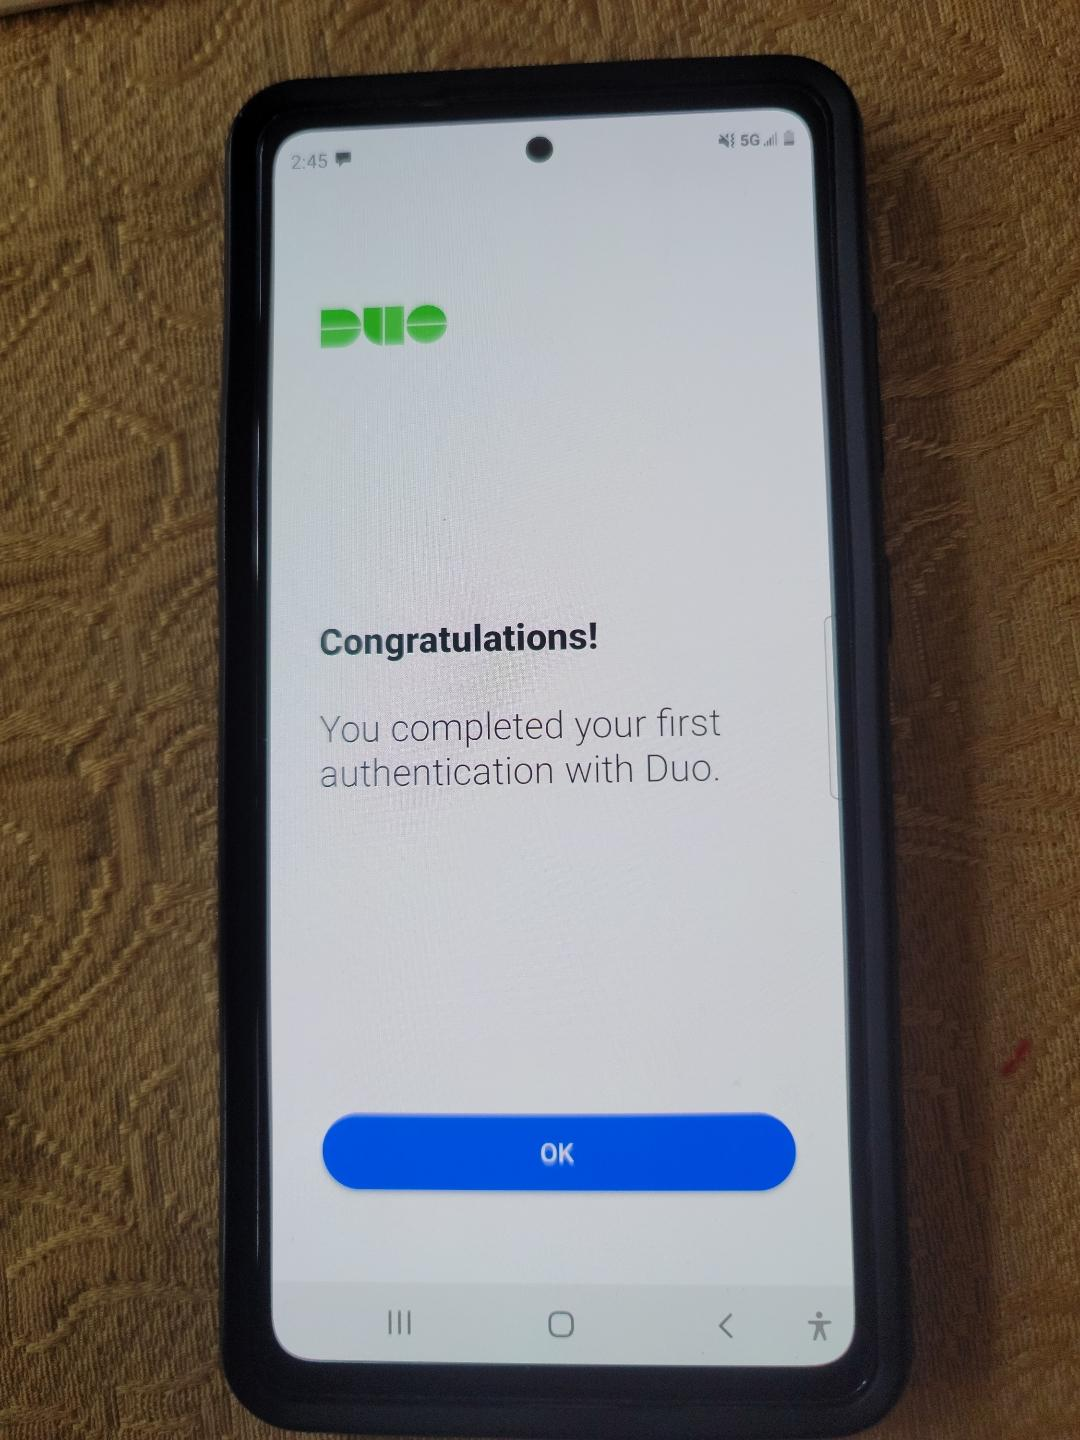 2:45 5G
DUO
Congratulations!
You completed your first
authentication with Duo.
OK